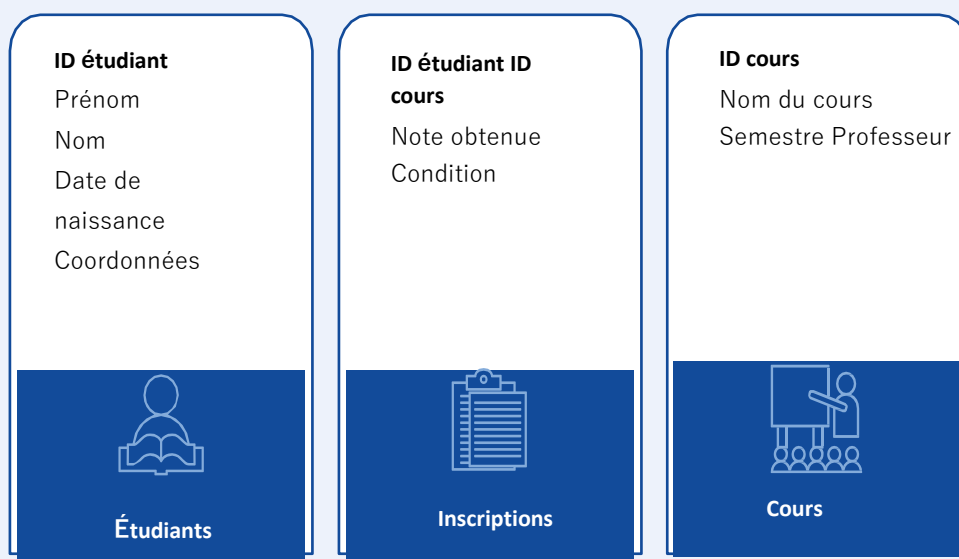 ID étudiant
Prénom
Nom
Date de
naissance
Coordonnées
Étudiants
ID étudiant ID
cours
Note obtenue
Condition
Inscriptions
ID cours
Nom du cours
Semestre Professeur
Cours